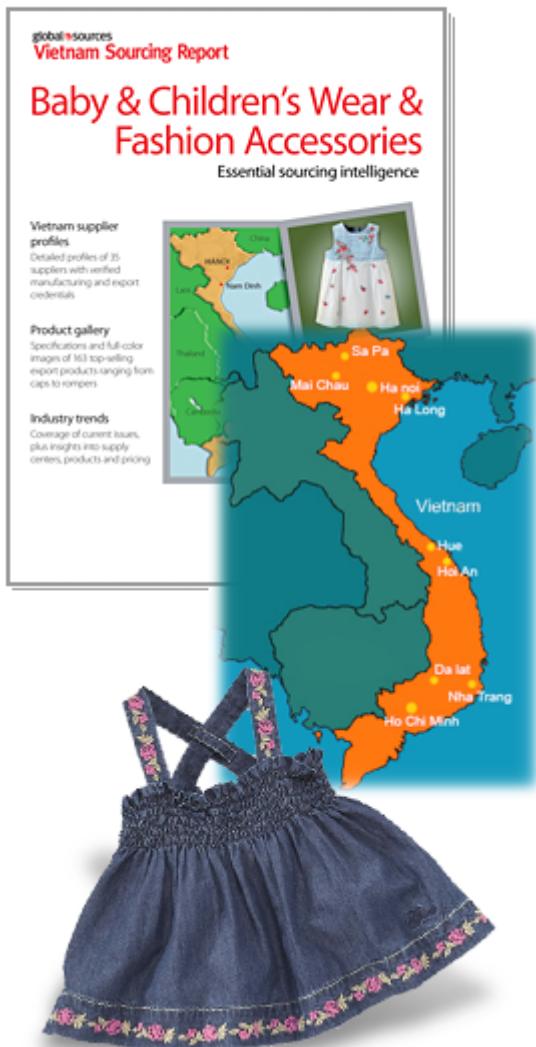 global sources
Vietnam Sourcing Report
Baby & Children's Wear &
Fashion Accessories
Essential sourcing intelligence
Vietnam supplier
profiles
Detailed profiles of 35
suppliers with verified
manufacturing and export
credentials
Product gallery
Specifications and full-color
images of 163 top-selling
export products ranging from
caps to rompers
Industry trends
Coverage of current issues,
plus insights into supply
centers, products and pricing
China
HANOI
Nam Dinh
Laos
Thailand
Cambodia
Sa Pa
Mai Chau
Ha noi
Ha Long
Vietnam
Hue
Hoi An
Da lat
Nha Trang
Ho Chi Minh